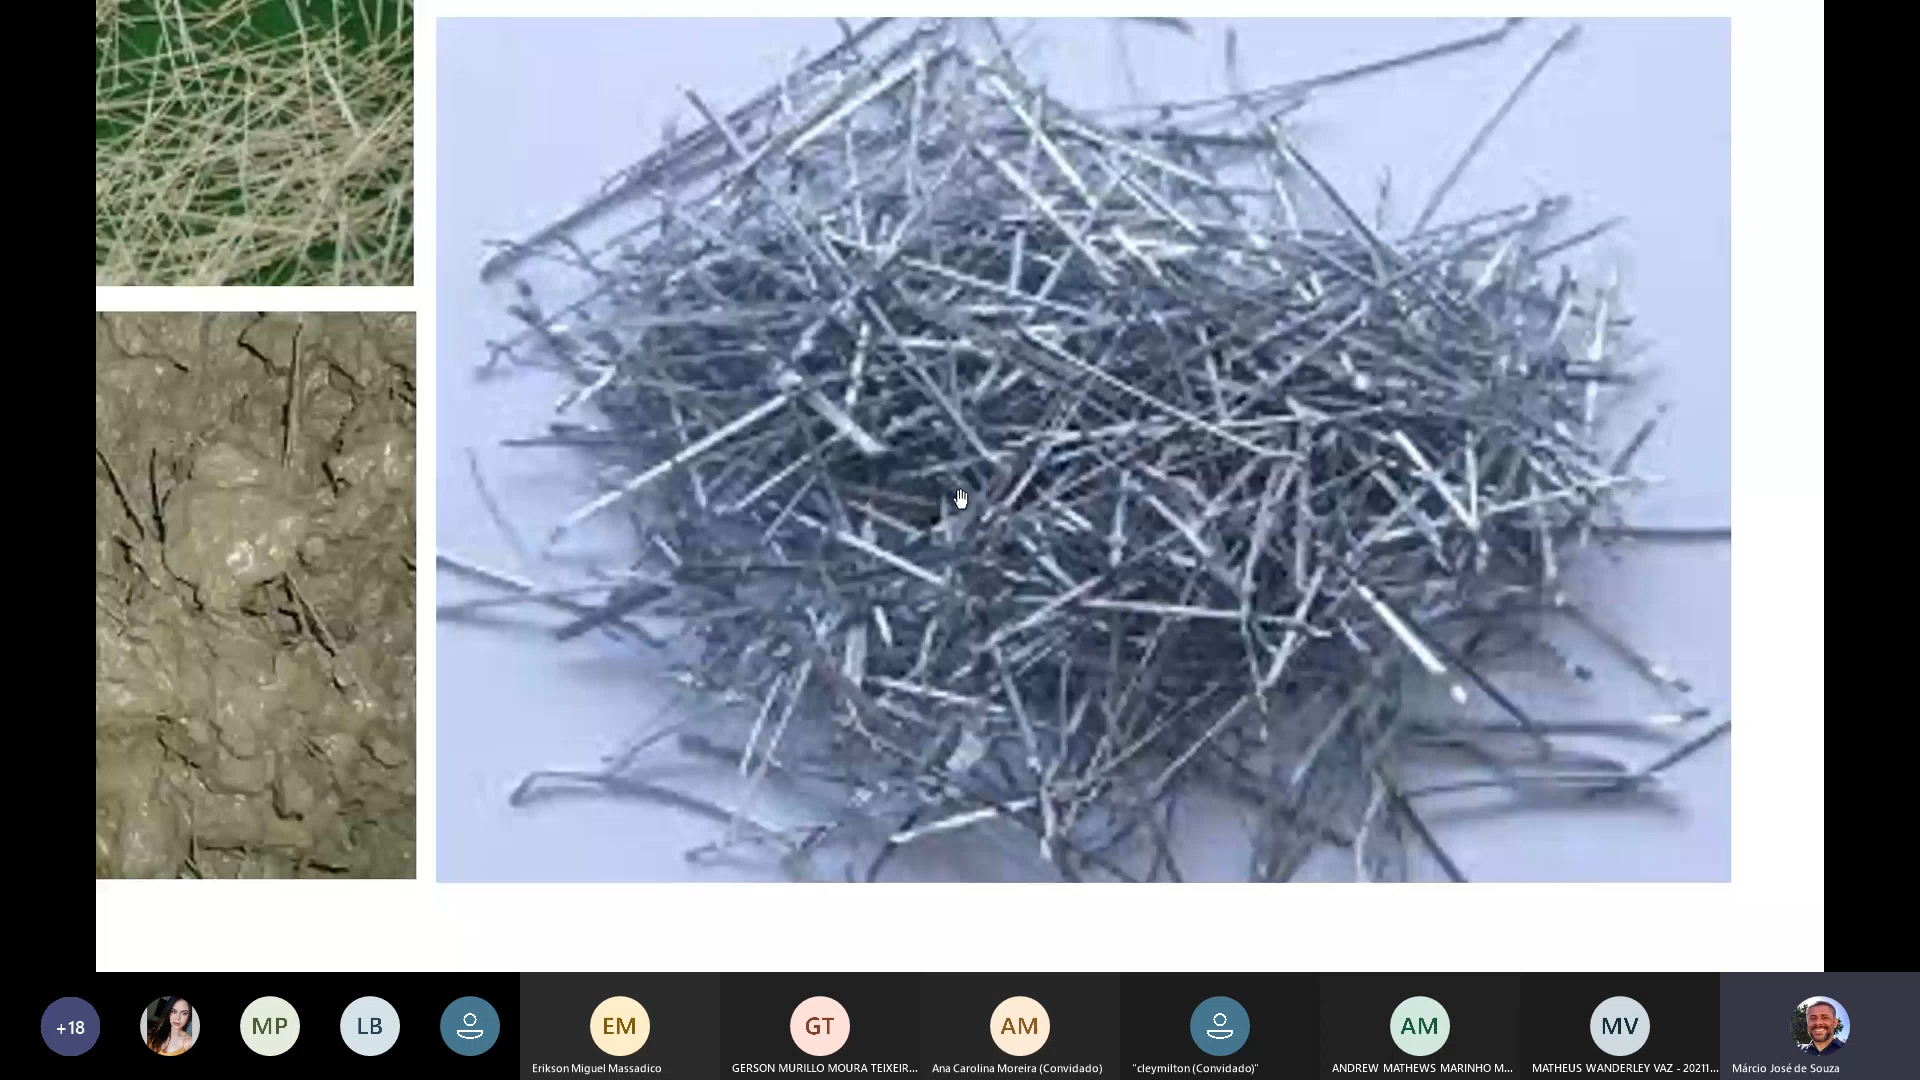 +18
MP
LB
EM
GT
AM
AM
MV
Erikson Miguel Massadico
GERSON MURILLO MOURA TEIXEIR...
Ana Carolina Moreira (Convidado)
"cleymilton (Convidado)"
ANDREW MATHEWS MARINHO M...
MATHEUS WANDERLEY VAZ - 20211...
Márcio José de Souza